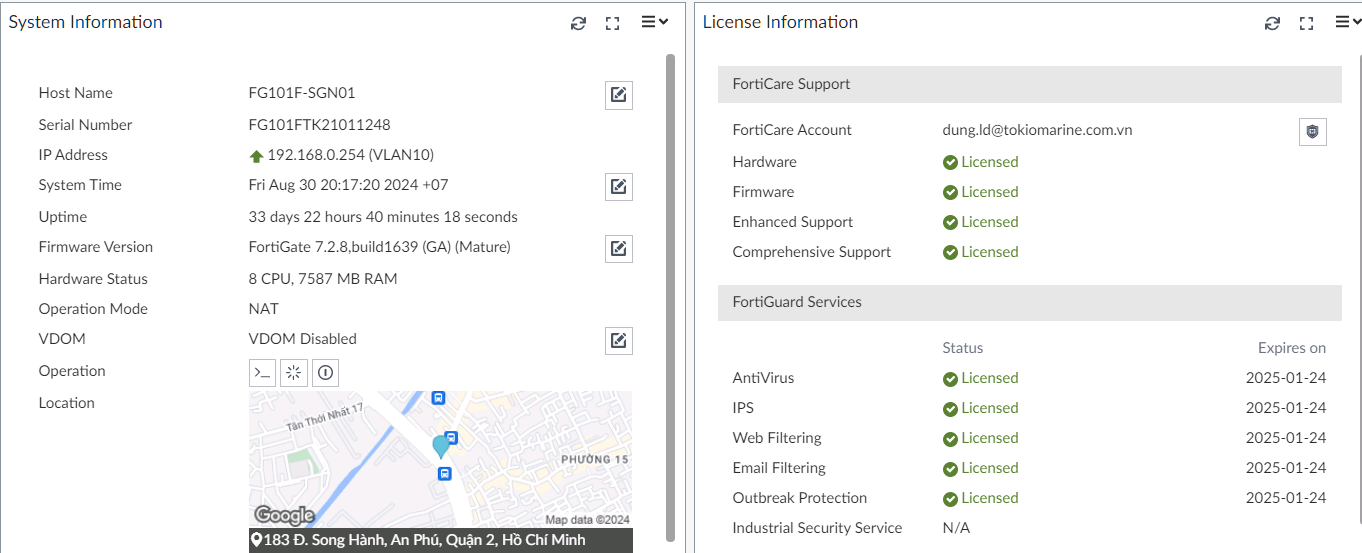 System Information
Host Name FG101F-SGN01
Serial Number FG101FTK21011248
IP Address 192.168.0.254 (VLAN10)
System Time Fri Aug 30 20:17:20 2024 +07
Uptime 33 days 22 hours 40 minutes 18 seconds
Firmware Version FortiGate 7.2.8,build1639 (GA) (Mature)
Hardware Status 8 CPU, 7587 MB RAM
Operation Mode NAT
VDOM VDOM Disabled
Operation
Location
Tân Thới Nhất 17
PHƯỜNG 15
Google
Map data ©2024
183 Đ. Song Hành, An Phú, Quận 2, Hồ Chí Minh
License Information
FortiCare Support
FortiCare Account dung.ld@tokiomarine.com.vn
Hardware Licensed
Firmware Licensed
Enhanced Support Licensed
Comprehensive Support Licensed
FortiGuard Services
Status Expires on
AntiVirus Licensed 2025-01-24
IPS Licensed 2025-01-24
Web Filtering Licensed 2025-01-24
Email Filtering Licensed 2025-01-24
Outbreak Protection Licensed 2025-01-24
Industrial Security Service N/A